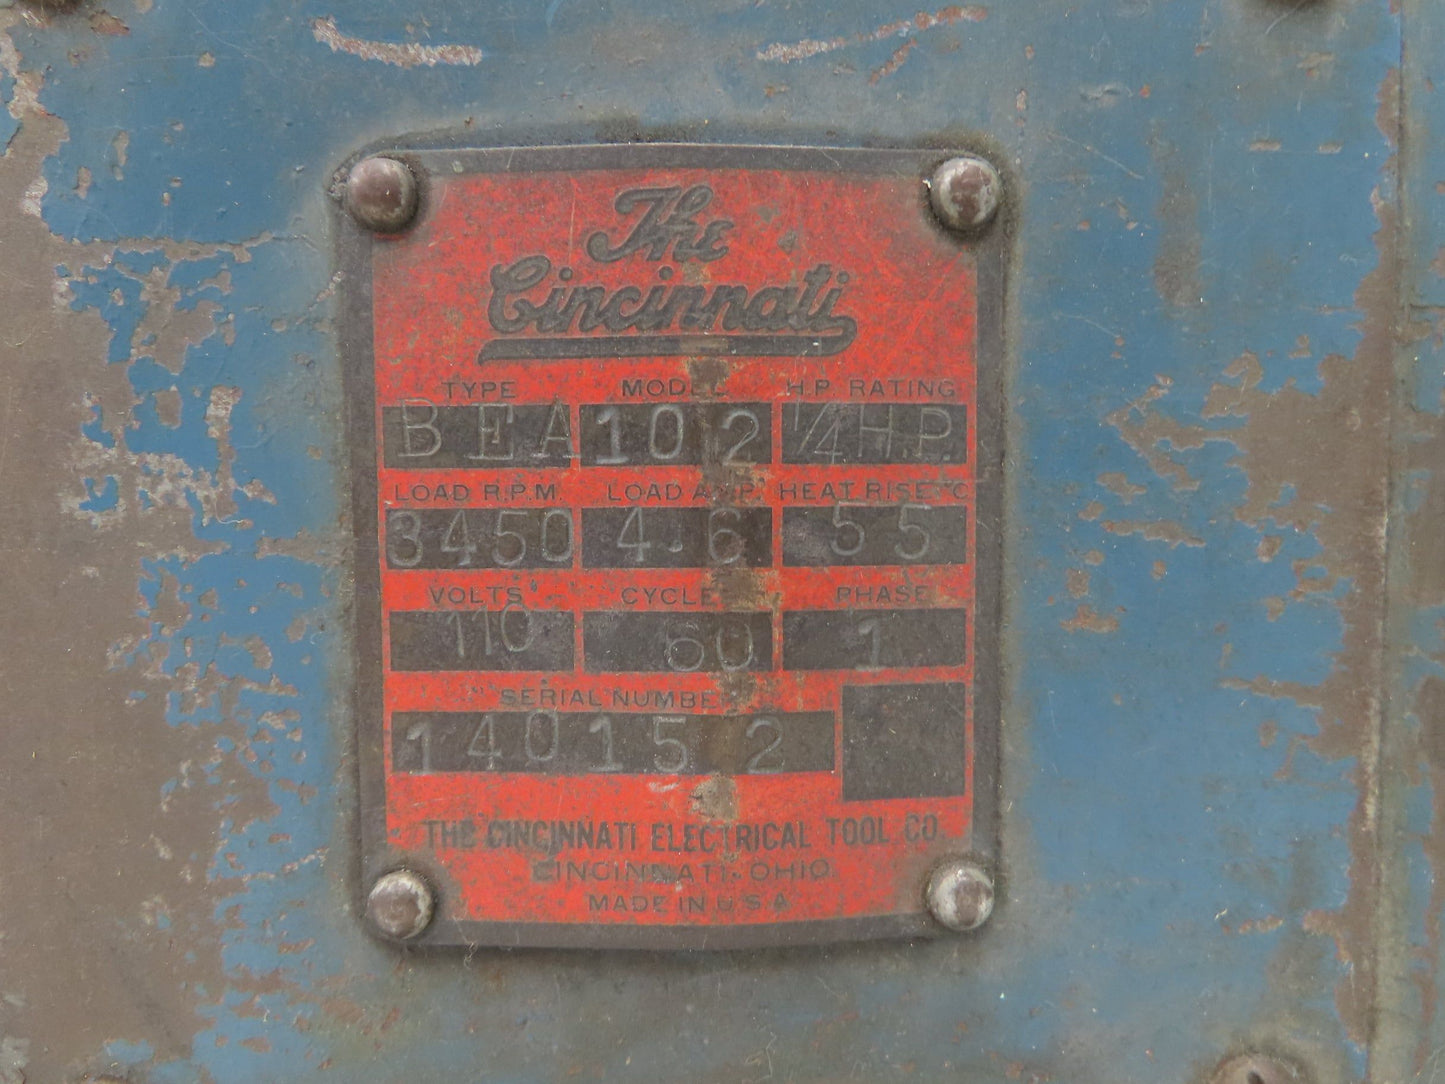 The
Cincinnati
TYPE MODEL H.P. RATING
BEA 102 1/4 H.P.
LOAD R.P.M. LOAD AMP. HEAT RISE °C
3450 4.6 55
VOLTS CYCLE PHASE
110 60 1
SERIAL NUMBER
140152
THE CINCINNATI ELECTRICAL TOOL CO.
CINCINNATI, OHIO.
MADE IN U.S.A.